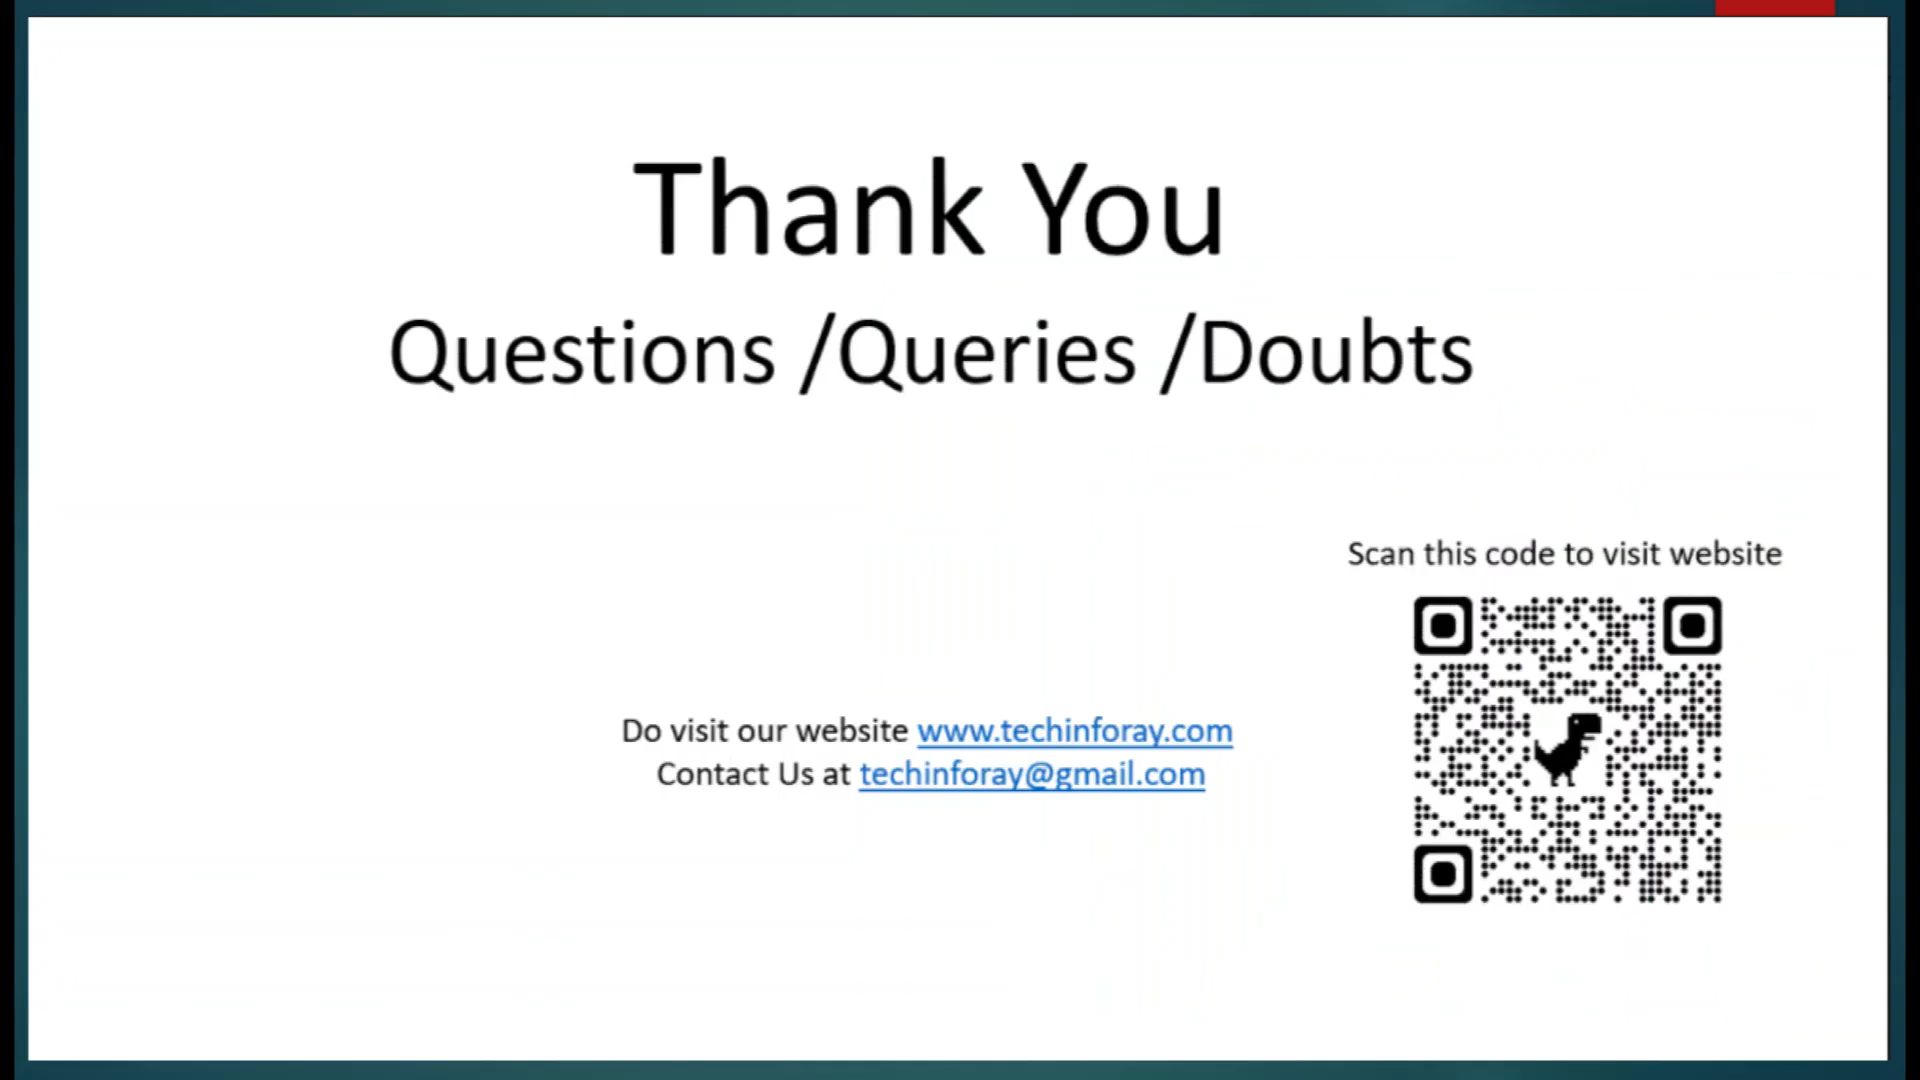 Thank You
Questions /Queries /Doubts
Scan this code to visit website
Do visit our website www.techinforay.com
Contact Us at techinforay@gmail.com